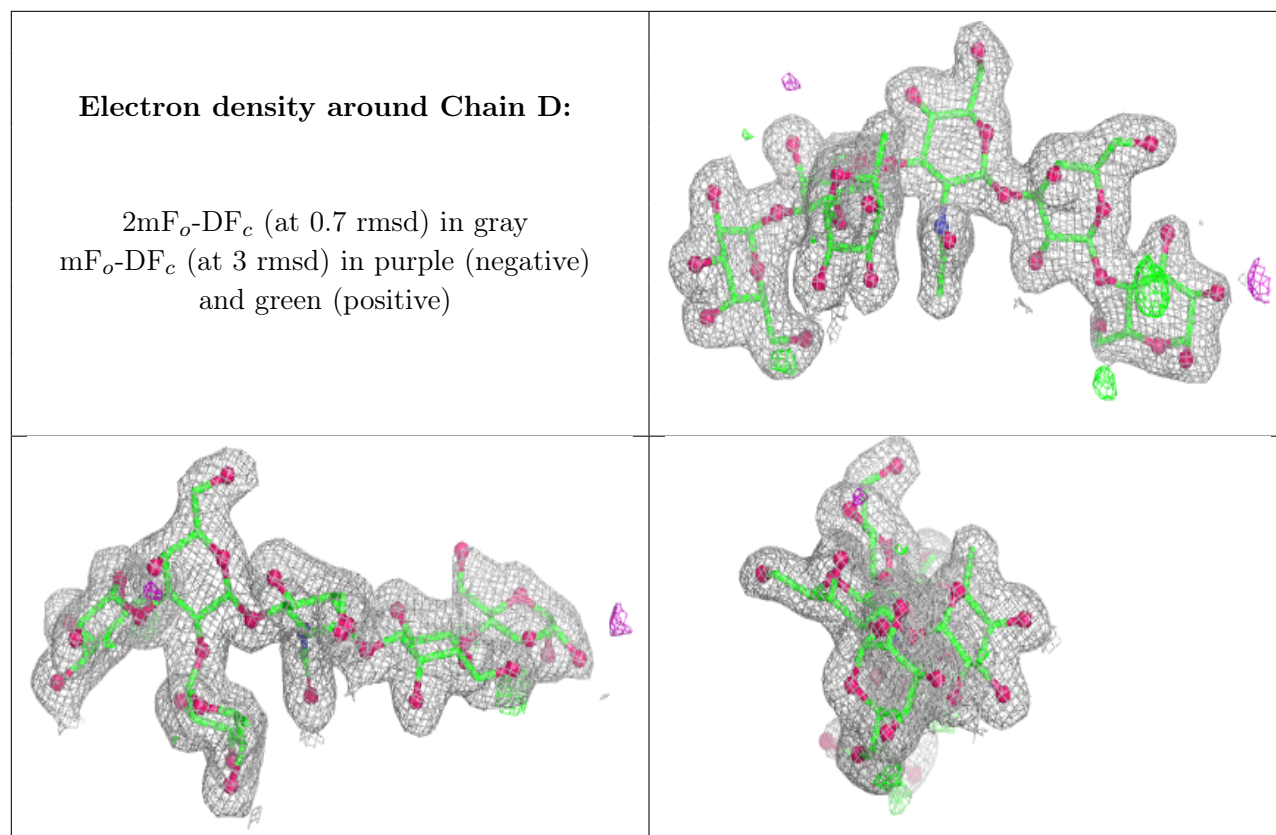 Electron density around Chain D:
2mFₒ-DF𝒸 (at 0.7 rmsd) in gray
mFₒ-DF𝒸 (at 3 rmsd) in purple (negative)
and green (positive)